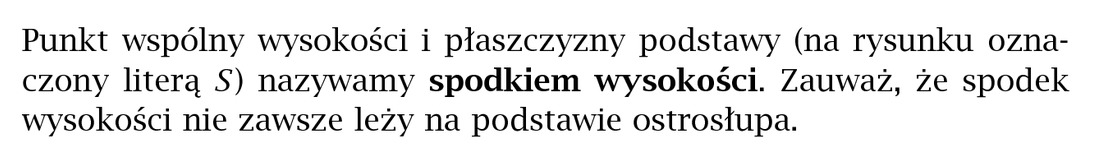 Punkt wspólny wysokości i płaszczyzny podstawy (na rysunku ozna-
czony literą S) nazywamy spodkiem wysokości. Zauważ, że spodek
wysokości nie zawsze leży na podstawie ostrosłupa.